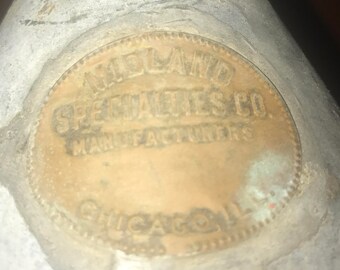 MIDLAND
SPECIALTIES CO.
MANUFACTURERS
CHICAGO, ILL.